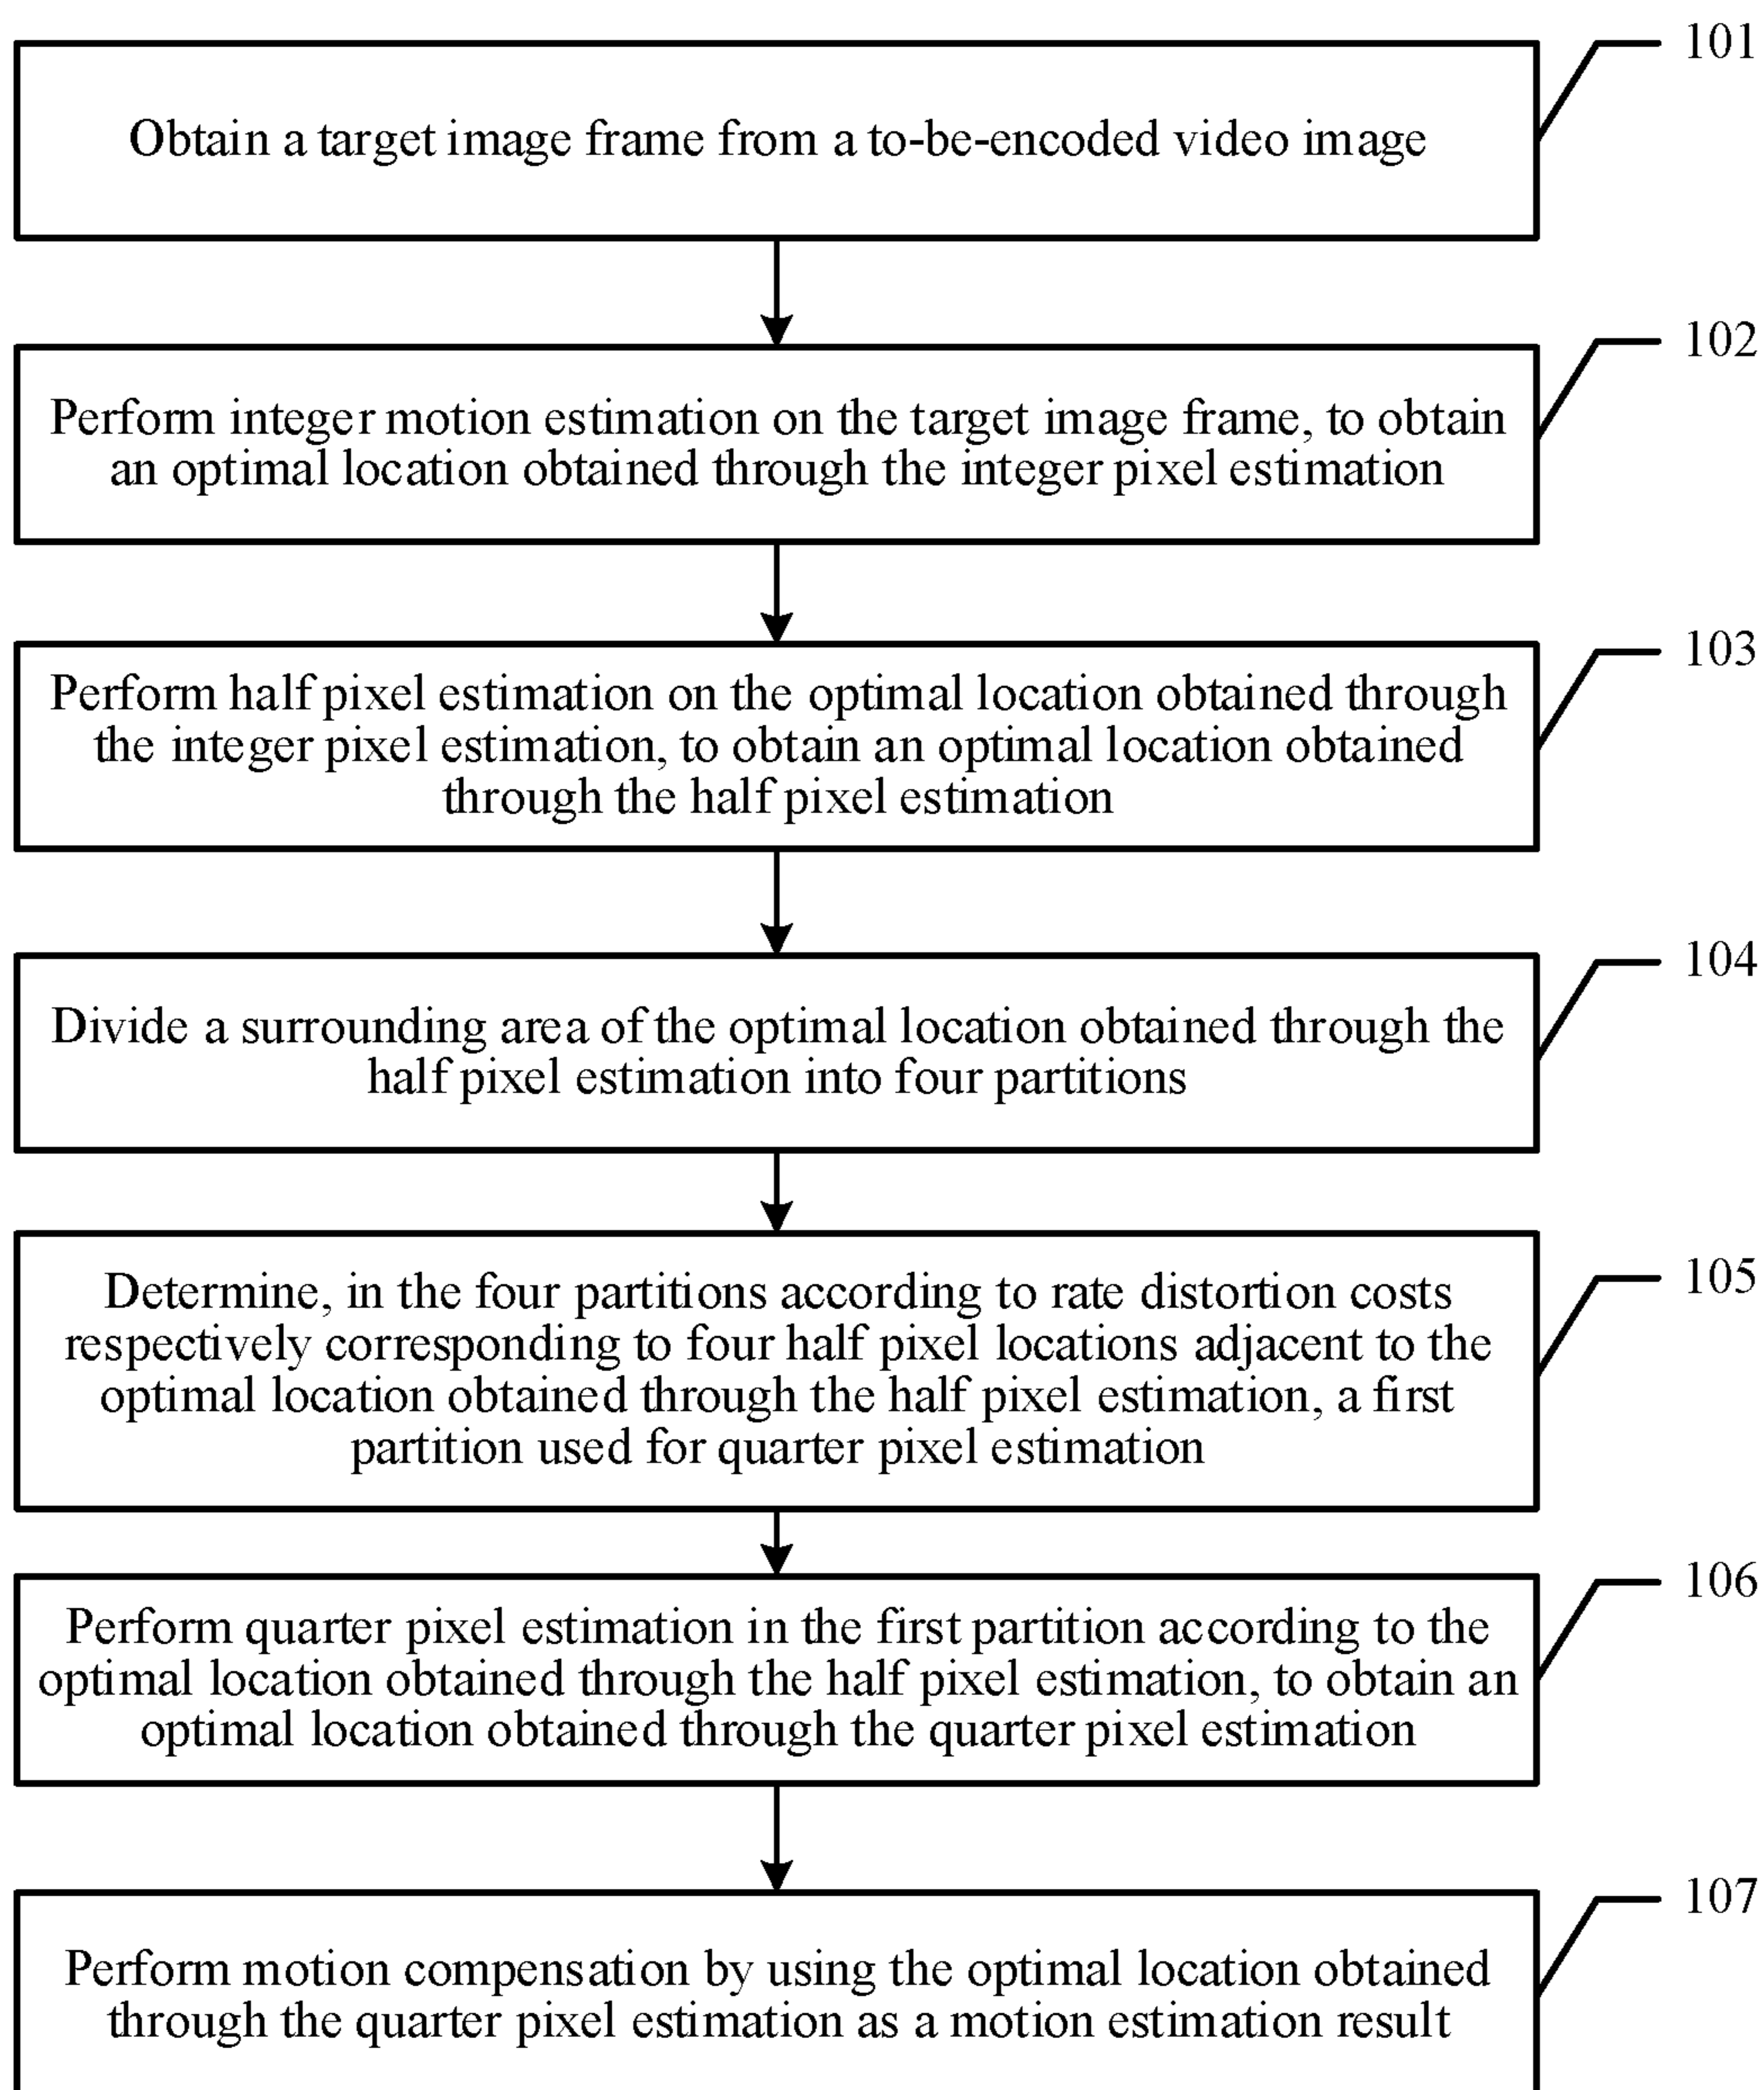 101
Obtain a target image frame from a to-be-encoded video image
102
Perform integer motion estimation on the target image frame, to obtain
an optimal location obtained through the integer pixel estimation
103
Perform half pixel estimation on the optimal location obtained through
the integer pixel estimation, to obtain an optimal location obtained
through the half pixel estimation
104
Divide a surrounding area of the optimal location obtained through the
half pixel estimation into four partitions
105
Determine, in the four partitions according to rate distortion costs
respectively corresponding to four half pixel locations adjacent to the
optimal location obtained through the half pixel estimation, a first
partition used for quarter pixel estimation
106
Perform quarter pixel estimation in the first partition according to the
optimal location obtained through the half pixel estimation, to obtain an
optimal location obtained through the quarter pixel estimation
107
Perform motion compensation by using the optimal location obtained
through the quarter pixel estimation as a motion estimation result